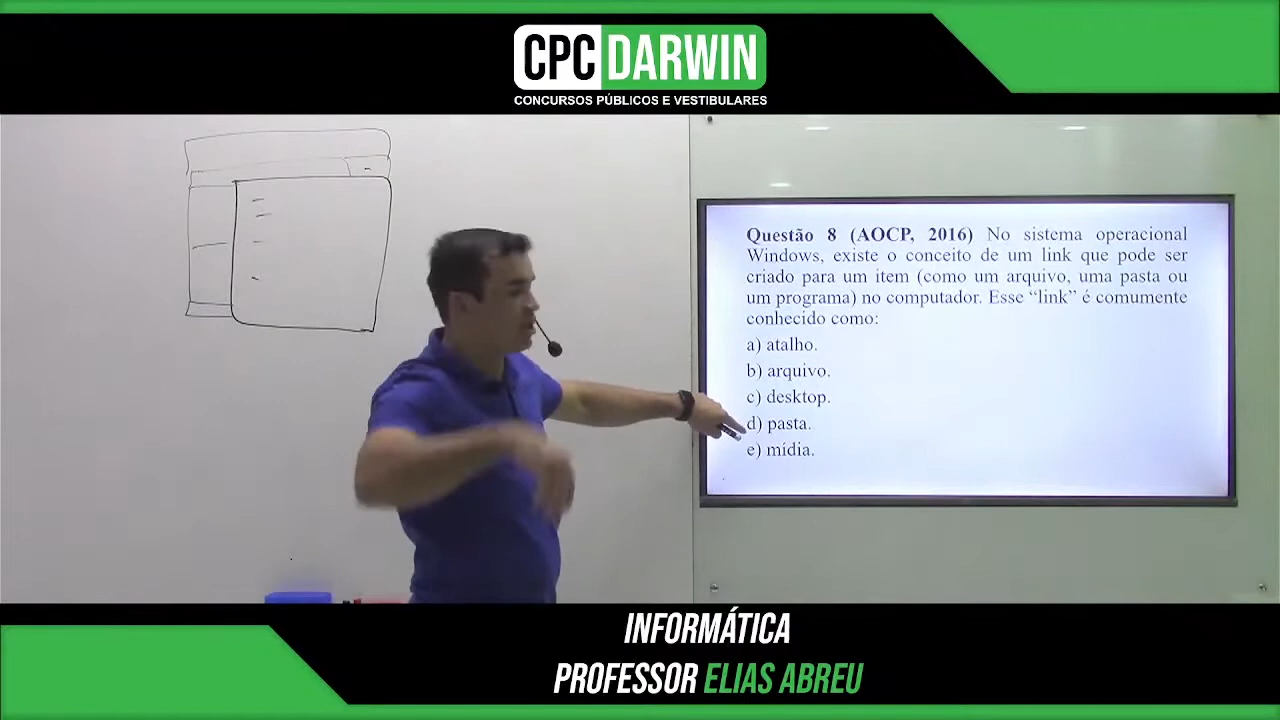 CPC DARWIN
CONCURSOS PÚBLICOS E VESTIBULARES
Questão 8 (AOCP, 2016) No sistema operacional
Windows, existe o conceito de um link que pode ser
criado para um item (como um arquivo, uma pasta ou
um programa) no computador. Esse “link” é comumente
conhecido como:
a) atalho.
b) arquivo.
c) desktop.
d) pasta.
e) mídia.
INFORMÁTICA
PROFESSOR ELIAS ABREU